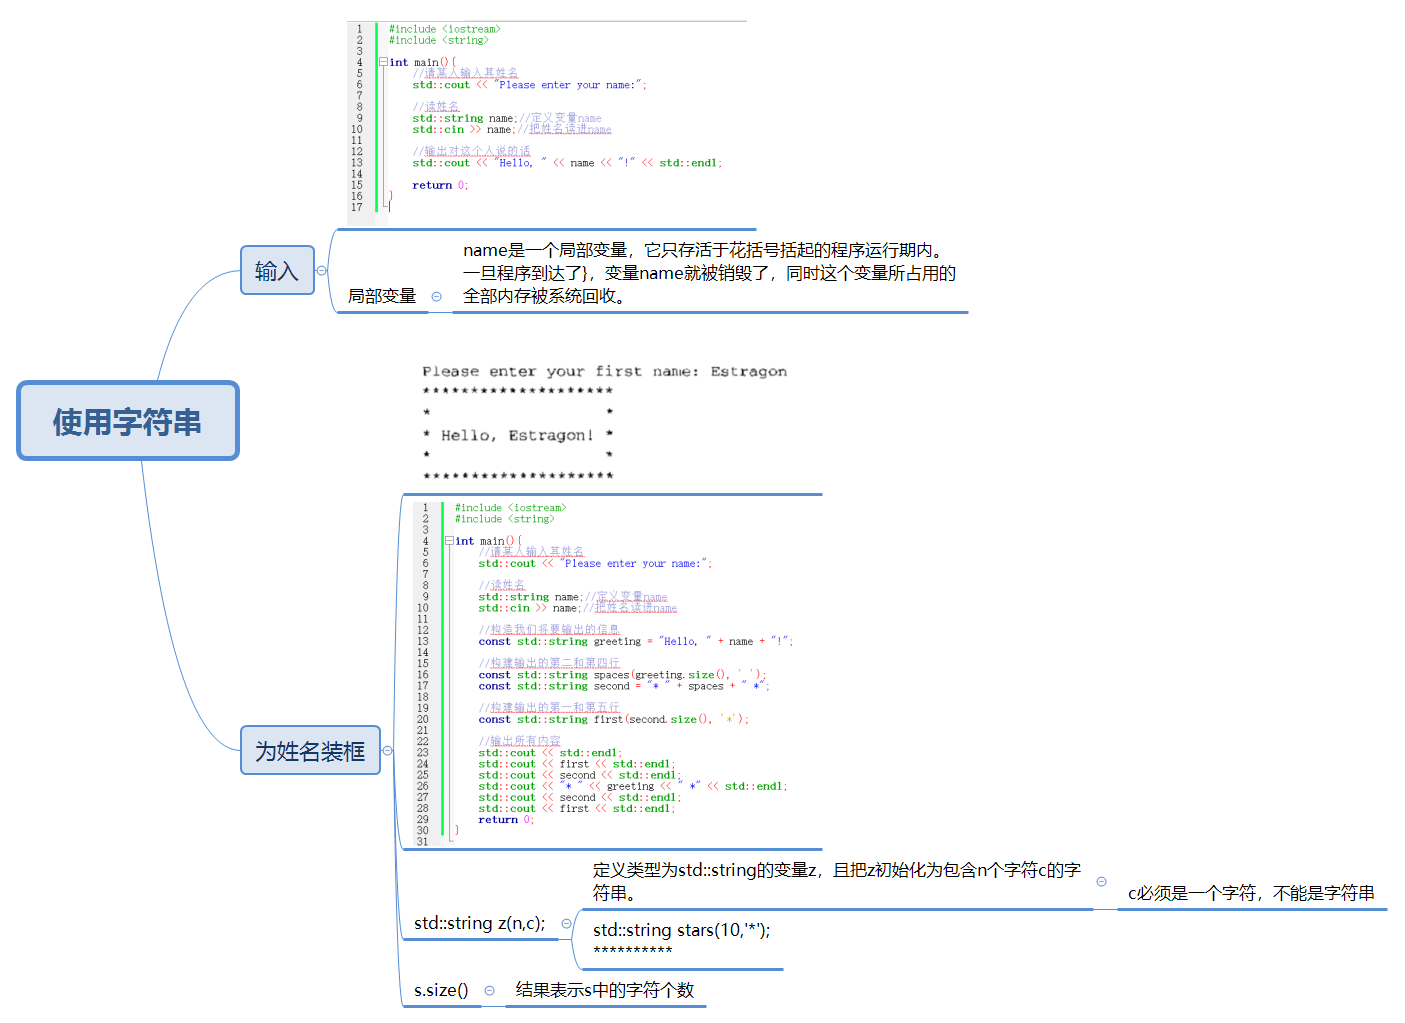 使用字符串
输入
1 #include <iostream>
2 #include <string>
3
4 int main(){
5 //请某人输入其姓名
6 std::cout << "Please enter your name:";
7
8 //读姓名
9 std::string name;//定义变量name
10 std::cin >> name;//把姓名读进name
11
12 //输出对这个人说的话
13 std::cout << "Hello, " << name << "!" << std::endl;
14
15 return 0;
16 }
17
局部变量
name是一个局部变量，它只存活于花括号括起的程序运行期内。
一旦程序到达了}，变量name就被销毁了，同时这个变量所占用的
全部内存被系统回收。
为姓名装框
Please enter your first name: Estragon
********************
* *
* Hello, Estragon! *
* *
********************
1 #include <iostream>
2 #include <string>
3
4 int main(){
5 //请某人输入其姓名
6 std::cout << "Please enter your name:";
7
8 //读姓名
9 std::string name;//定义变量name
10 std::cin >> name;//把姓名读进name
11
12 //构造我们将要输出的信息
13 const std::string greeting = "Hello, " + name + "!";
14
15 //构建输出的第二和第四行
16 const std::string spaces(greeting.size(), ' ');
17 const std::string second = "* " + spaces + " *";
18
19 //构建输出的第一和第五行
20 const std::string first(second.size(), '*');
21
22 //输出所有内容
23 std::cout << std::endl;
24 std::cout << first << std::endl;
25 std::cout << second << std::endl;
26 std::cout << "* " << greeting << " *" << std::endl;
27 std::cout << second << std::endl;
28 std::cout << first << std::endl;
29 return 0;
30 }
31
std::string z(n,c);
定义类型为std::string的变量z，且把z初始化为包含n个字符c的字
符串。
c必须是一个字符，不能是字符串
std::string stars(10,'*');
**********
s.size()
结果表示s中的字符个数